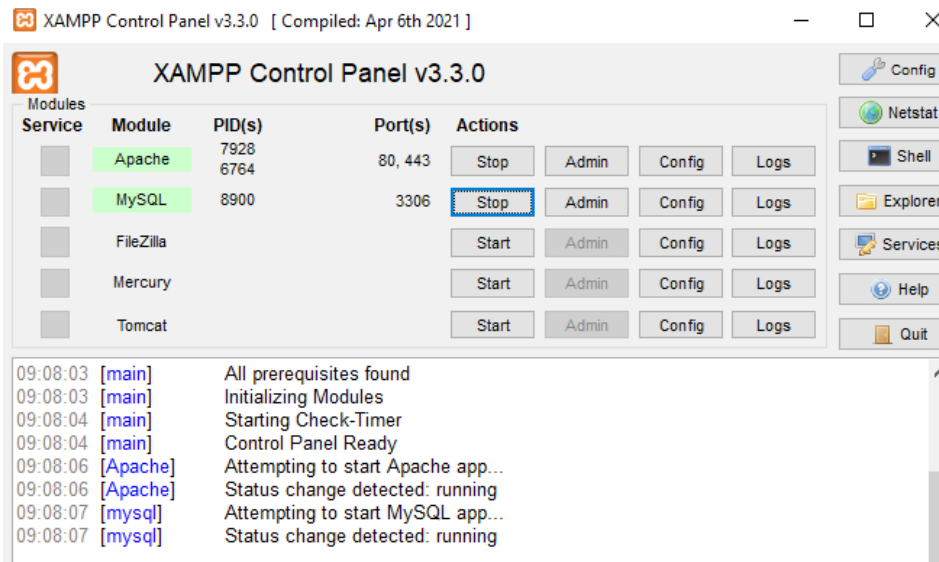 XAMPP Control Panel v3.3.0 [ Compiled: Apr 6th 2021 ]
XAMPP Control Panel v3.3.0
Config
Modules
Netstat
Service Module PID(s) Port(s) Actions
Apache 7928 6764 80, 443 Stop Admin Config Logs
Shell
MySQL 8900 3306 Stop Admin Config Logs
Explorer
FileZilla Start Admin Config Logs
Services
Mercury Start Admin Config Logs
Help
Tomcat Start Admin Config Logs
Quit
09:08:03 [main] All prerequisites found
09:08:03 [main] Initializing Modules
09:08:04 [main] Starting Check-Timer
09:08:04 [main] Control Panel Ready
09:08:06 [Apache] Attempting to start Apache app...
09:08:06 [Apache] Status change detected: running
09:08:07 [mysql] Attempting to start MySQL app...
09:08:07 [mysql] Status change detected: running